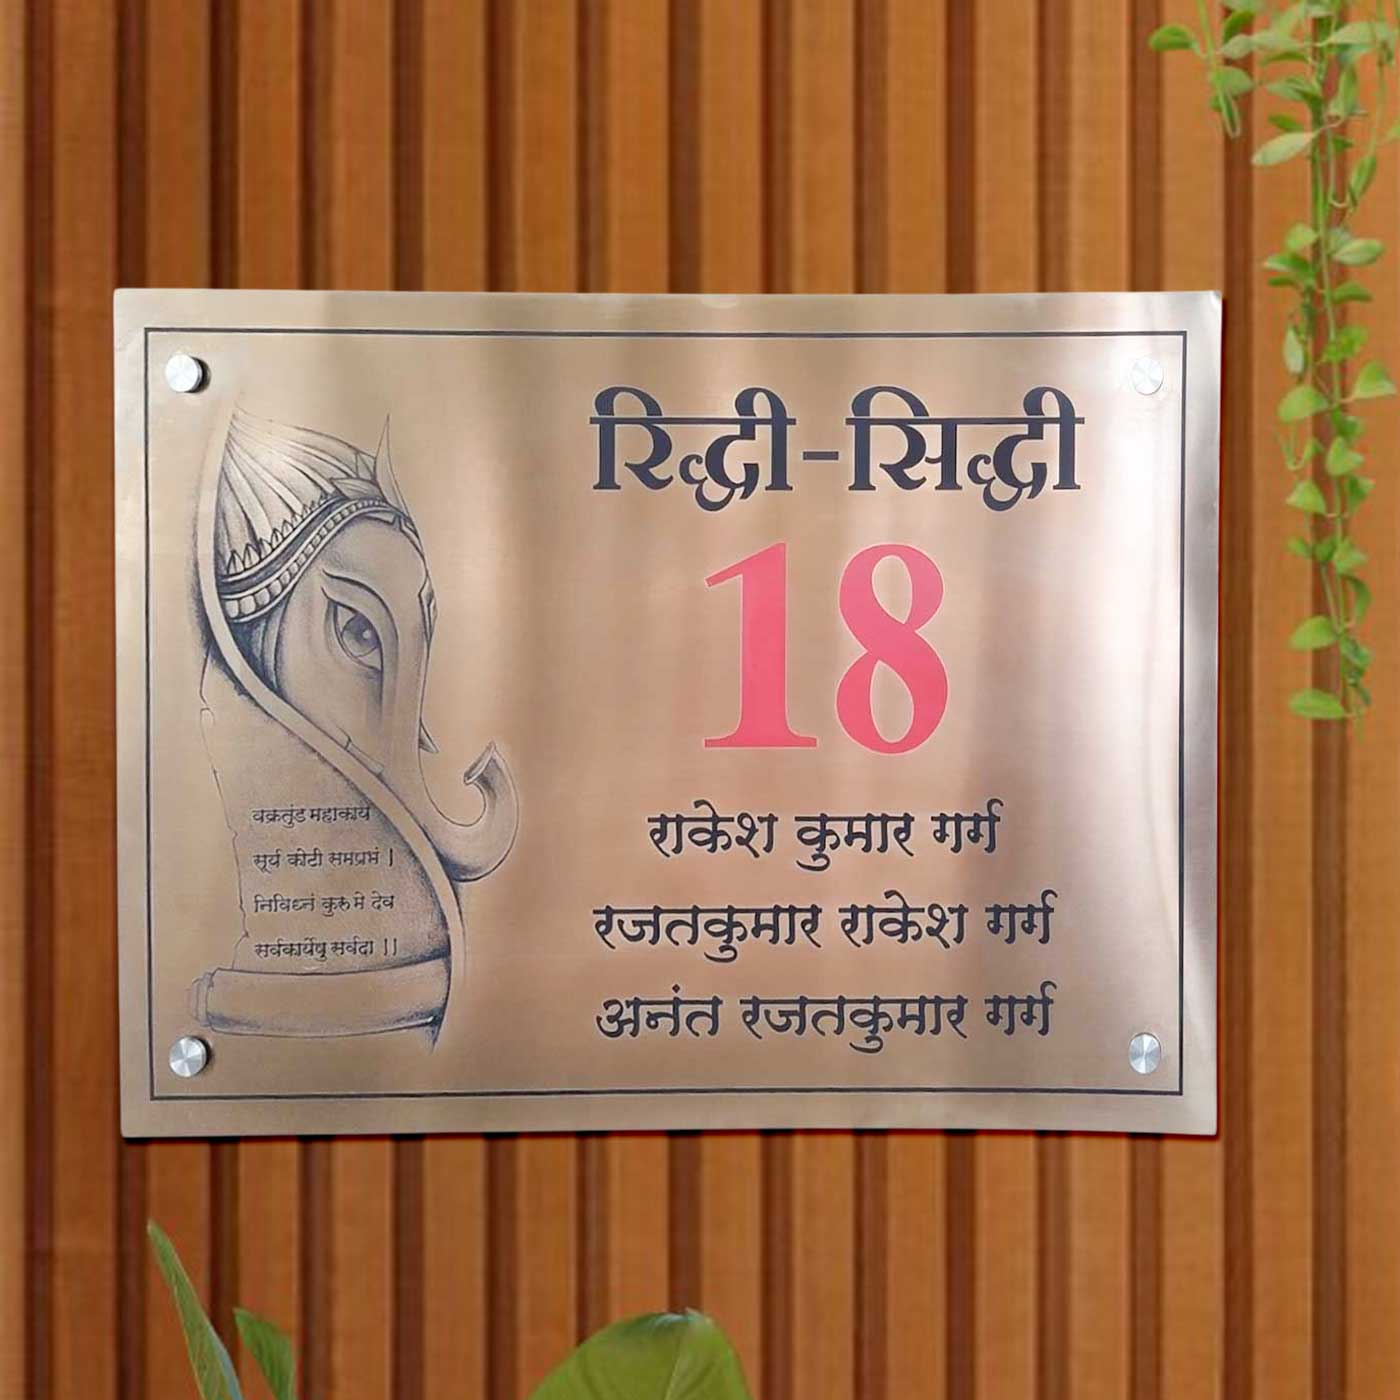 रिद्धी-सिद्धी
18
राकेश कुमार गर्ग
रजतकुमार राकेश गर्ग
अनंत रजतकुमार गर्ग
वक्रतुंड महाकाय
सूर्य कोटी समप्रभं |
निविध्नं कुरु मे देव
सर्वकार्येषु सर्वदा ||